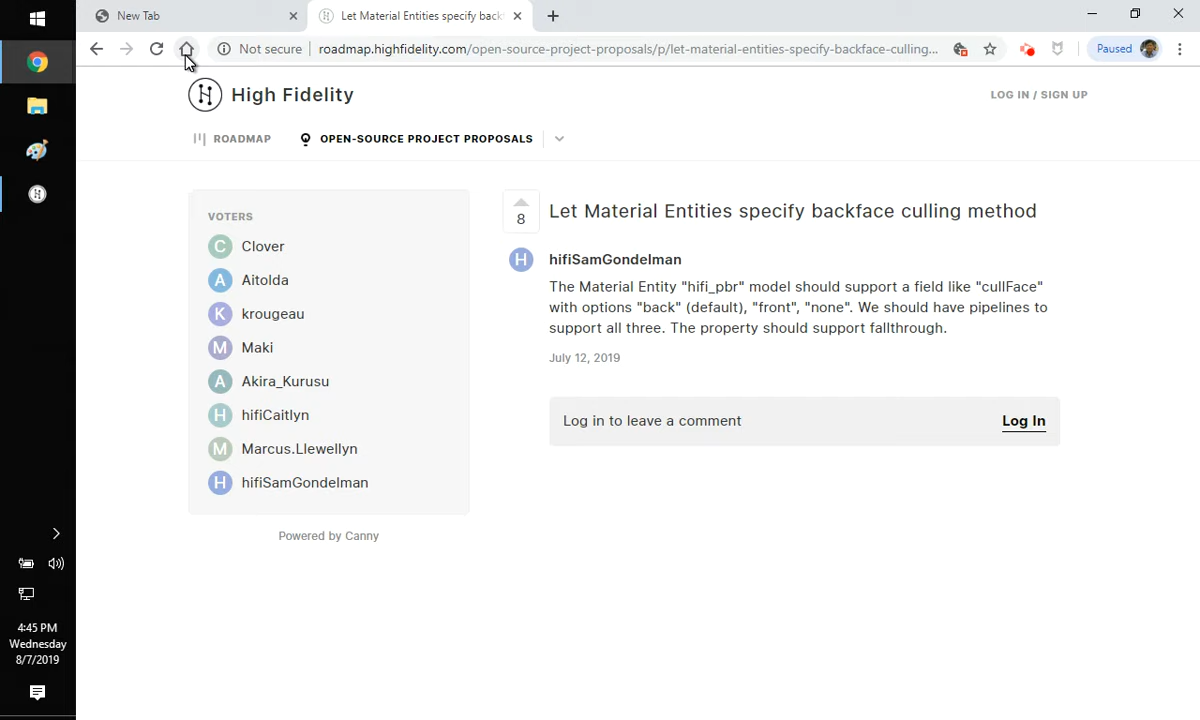 New Tab
Let Material Entities specify back
Not secure
roadmap.highfidelity.com/open-source-project-proposals/p/let-material-entities-specify-backface-culling...
Paused
High Fidelity
LOG IN / SIGN UP
ROADMAP
OPEN-SOURCE PROJECT PROPOSALS
VOTERS
C Clover
A Aitolda
K krougeau
M Maki
A Akira_Kurusu
H hifiCaitlyn
M Marcus.Llewellyn
H hifiSamGondelman
Powered by Canny
8
Let Material Entities specify backface culling method
H hifiSamGondelman
The Material Entity "hifi_pbr" model should support a field like "cullFace"
with options "back" (default), "front", "none". We should have pipelines to
support all three. The property should support fallthrough.
July 12, 2019
Log in to leave a comment
Log In
4:45 PM
Wednesday
8/7/2019